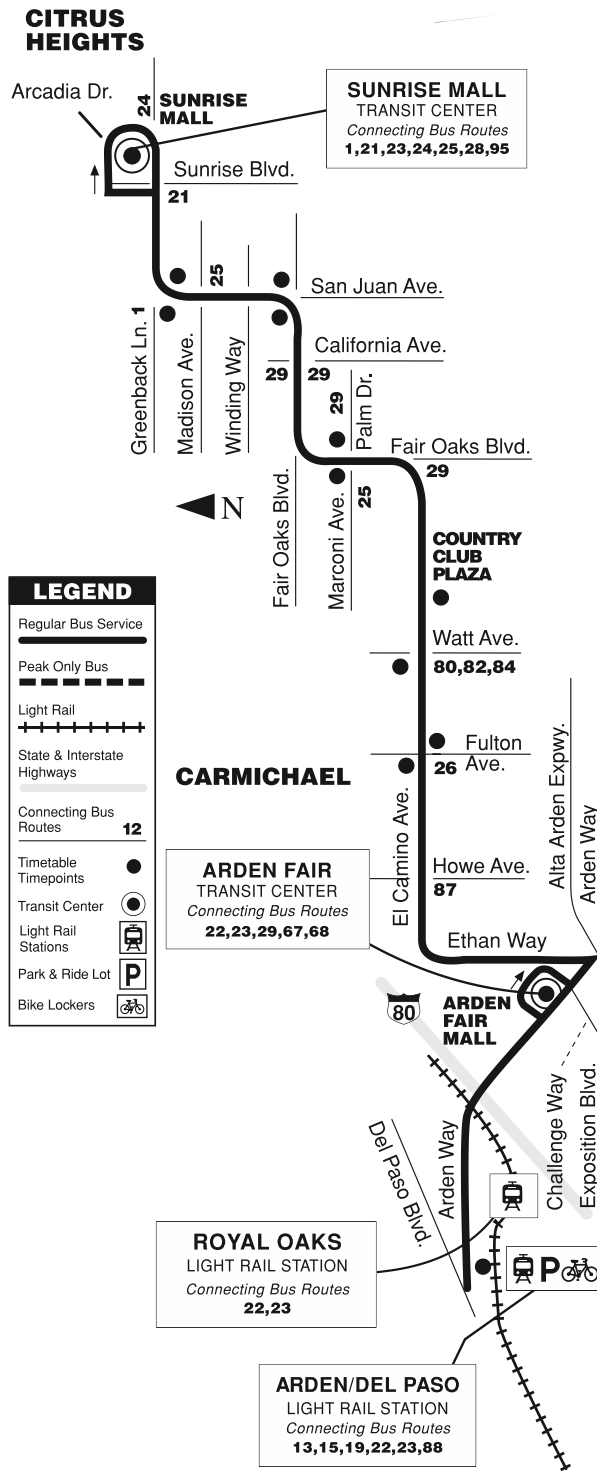 CITRUS
HEIGHTS
Arcadia Dr.
24
SUNRISE
MALL
SUNRISE MALL
TRANSIT CENTER
Connecting Bus Routes
1,21,23,24,25,28,95
Sunrise Blvd.
21
25
San Juan Ave.
Greenback Ln. 1
Madison Ave.
Winding Way
California Ave.
29
29
29
Palm Dr.
Fair Oaks Blvd.
29
N
Fair Oaks Blvd.
Marconi Ave.
25
COUNTRY
CLUB
PLAZA
LEGEND
Regular Bus Service
Peak Only Bus
Light Rail
State & Interstate
Highways
Connecting Bus
Routes 12
Timetable
Timepoints
Transit Center
Light Rail
Stations
Park & Ride Lot P
Bike Lockers
Watt Ave.
80,82,84
Fulton
Ave.
26
CARMICHAEL
El Camino Ave.
Alta Arden Expwy.
Arden Way
Howe Ave.
87
ARDEN FAIR
TRANSIT CENTER
Connecting Bus Routes
22,23,29,67,68
Ethan Way
80
ARDEN
FAIR
MALL
Challenge Way
Exposition Blvd.
Del Paso Blvd.
Arden Way
ROYAL OAKS
LIGHT RAIL STATION
Connecting Bus Routes
22,23
P
ARDEN/DEL PASO
LIGHT RAIL STATION
Connecting Bus Routes
13,15,19,22,23,88